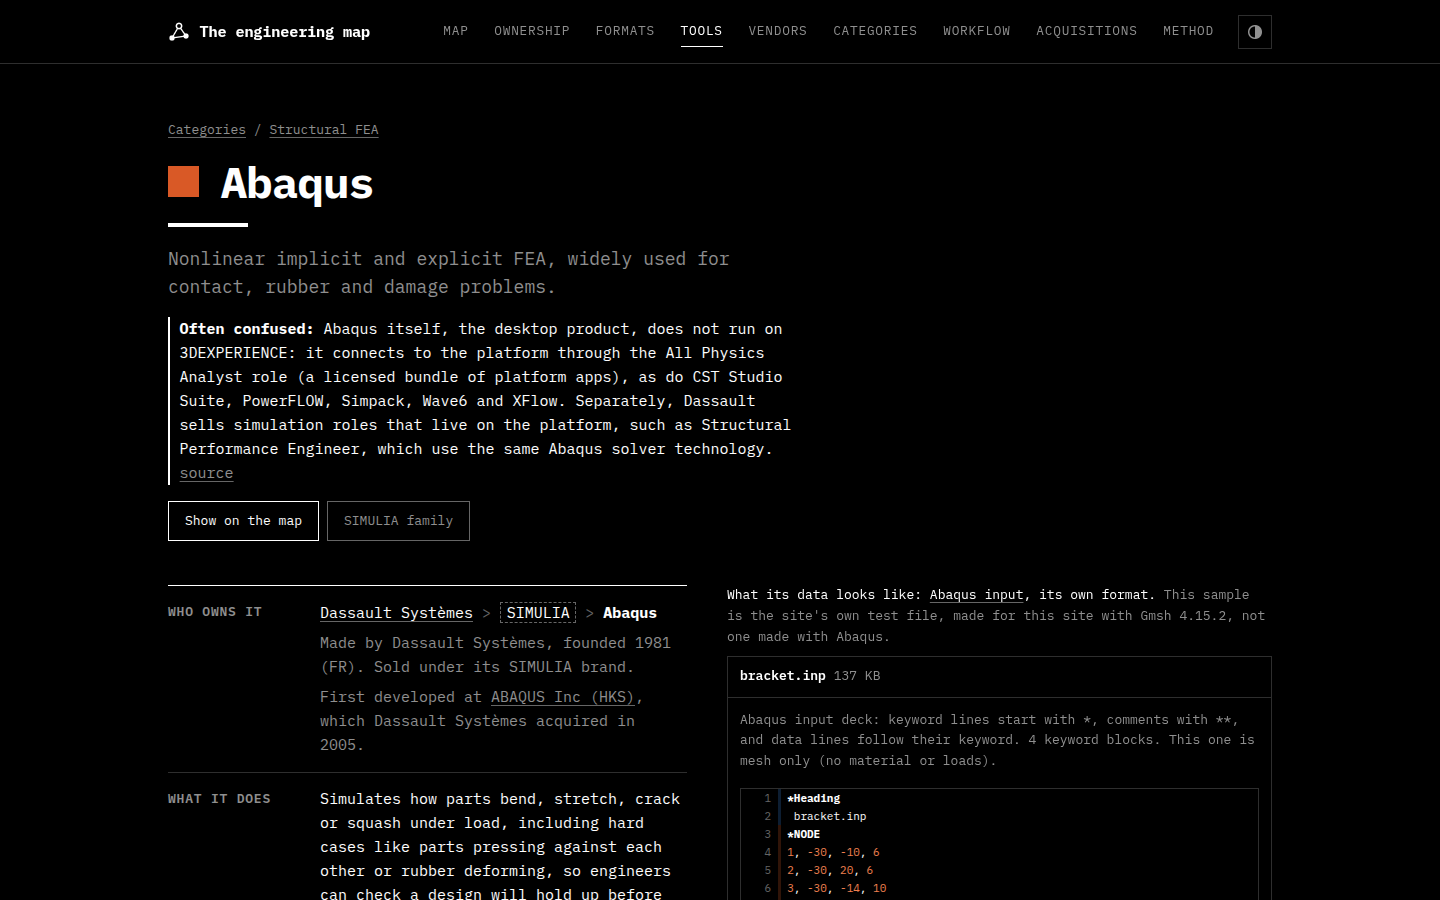 The engineering map
MAP OWNERSHIP FORMATS TOOLS VENDORS CATEGORIES WORKFLOW ACQUISITIONS METHOD
Categories / Structural FEA
Abaqus
Nonlinear implicit and explicit FEA, widely used for
contact, rubber and damage problems.
Often confused: Abaqus itself, the desktop product, does not run on
3DEXPERIENCE: it connects to the platform through the All Physics
Analyst role (a licensed bundle of platform apps), as do CST Studio
Suite, PowerFLOW, Simpack, Wave6 and XFlow. Separately, Dassault
sells simulation roles that live on the platform, such as Structural
Performance Engineer, which use the same Abaqus solver technology.
source
Show on the map
SIMULIA family
WHO OWNS IT
Dassault Systèmes > SIMULIA > Abaqus
Made by Dassault Systèmes, founded 1981
(FR). Sold under its SIMULIA brand.
First developed at ABAQUS Inc (HKS),
which Dassault Systèmes acquired in
2005.
WHAT IT DOES
Simulates how parts bend, stretch, crack
or squash under load, including hard
cases like parts pressing against each
other or rubber deforming, so engineers
can check a design will hold up before
What its data looks like: Abaqus input, its own format. This sample
is the site's own test file, made for this site with Gmsh 4.15.2, not
one made with Abaqus.
bracket.inp 137 KB
Abaqus input deck: keyword lines start with *, comments with **,
and data lines follow their keyword. 4 keyword blocks. This one is
mesh only (no material or loads).
1 *Heading
2 bracket.inp
3 *NODE
4 1, -30, -10, 6
5 2, -30, 20, 6
6 3, -30, -14, 10